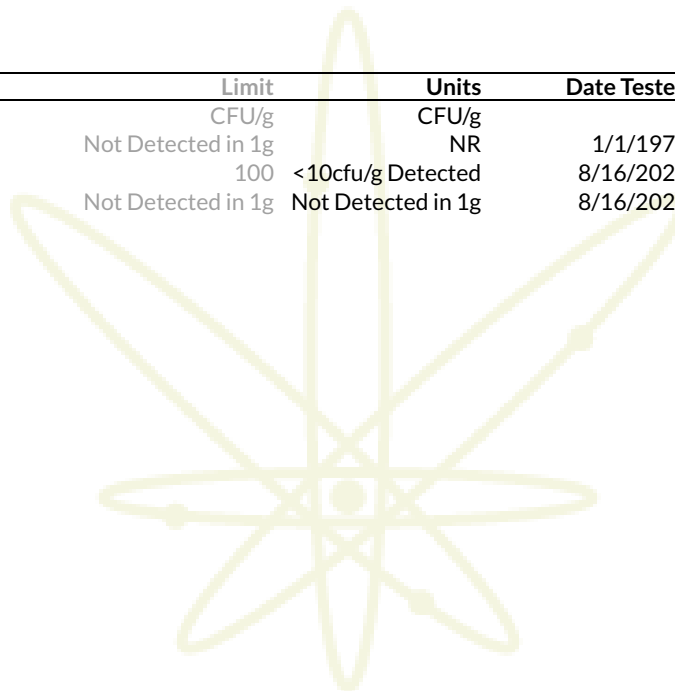 Limit Units Date Teste
CFU/g CFU/g
Not Detected in 1g NR 1/1/197
100 <10cfu/g Detected 8/16/202
Not Detected in 1g Not Detected in 1g 8/16/202